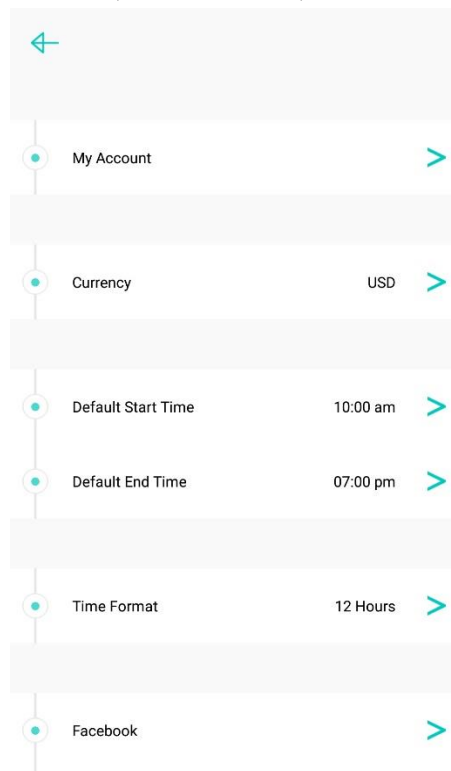 My Account
Currency USD
Default Start Time 10:00 am
Default End Time 07:00 pm
Time Format 12 Hours
Facebook